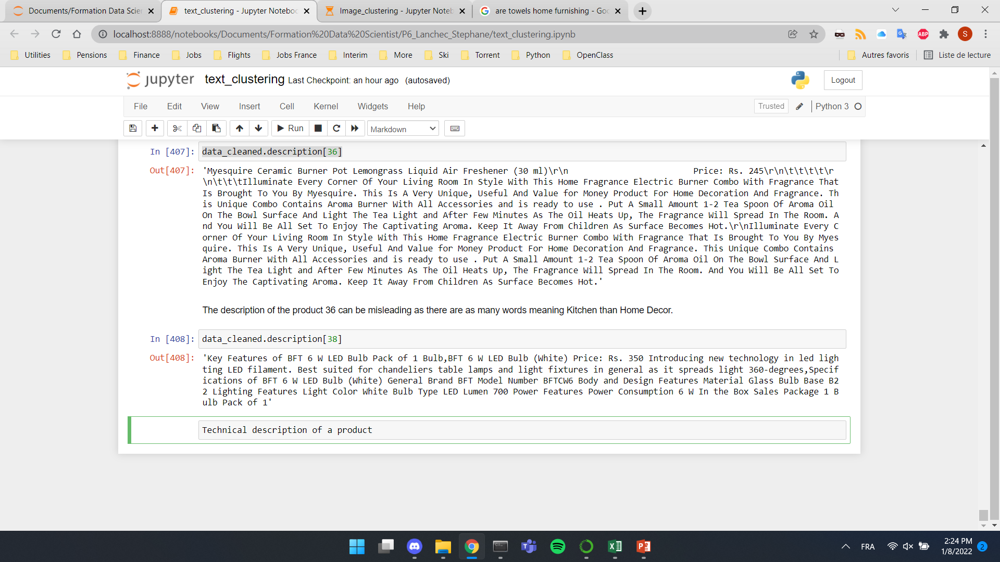 Documents/Formation Data Scien
text_clustering - Jupyter Noteboo
Image_clustering - Jupyter Noteb
are towels home furnishing - Goo
localhost:8888/notebooks/Documents/Formation%20Data%20Scientist/P6_Lanchec_Stephane/text_clustering.ipynb
ABP
S
Utilities
Pensions
Finance
Jobs
Flights
Jobs France
Interim
More
Ski
Torrent
Python
OpenClass
Autres favoris
Liste de lecture
jupyter text_clustering Last Checkpoint: an hour ago (autosaved)
Logout
File Edit View Insert Cell Kernel Widgets Help
Trusted
Python 3
Run
Markdown
In [407]: data_cleaned.description[36]
Out[407]: 'Myesquire Ceramic Burner Pot Lemongrass Liquid Air Freshener (30 ml)\r\n                         Price: Rs. 245\r\n\t\t\t\t\r
\n\t\t\tIlluminate Every Corner Of Your Living Room In Style With This Home Fragrance Electric Burner Combo With Fragrance That
Is Brought To You By Myesquire. This Is A Very Unique, Useful And Value for Money Product For Home Decoration And Fragrance. Th
is Unique Combo Contains Aroma Burner With All Accessories and is ready to use . Put A Small Amount 1-2 Tea Spoon Of Aroma Oil
On The Bowl Surface And Light The Tea Light and After Few Minutes As The Oil Heats Up, The Fragrance Will Spread In The Room. A
nd You Will Be All Set To Enjoy The Captivating Aroma. Keep It Away From Children As Surface Becomes Hot.\r\nIlluminate Every C
orner Of Your Living Room In Style With This Home Fragrance Electric Burner Combo With Fragrance That Is Brought To You By Myes
quire. This Is A Very Unique, Useful And Value for Money Product For Home Decoration And Fragrance. This Unique Combo Contains
Aroma Burner With All Accessories and is ready to use . Put A Small Amount 1-2 Tea Spoon Of Aroma Oil On The Bowl Surface And L
ight The Tea Light and After Few Minutes As The Oil Heats Up, The Fragrance Will Spread In The Room. And You Will Be All Set To
Enjoy The Captivating Aroma. Keep It Away From Children As Surface Becomes Hot.'
The description of the product 36 can be misleading as there are as many words meaning Kitchen than Home Decor.
In [408]: data_cleaned.description[38]
Out[408]: 'Key Features of BFT 6 W LED Bulb Pack of 1 Bulb,BFT 6 W LED Bulb (White) Price: Rs. 350 Introducing new technology in led ligh
ting LED filament. Best suited for chandeliers table lamps and light fixtures in general as it spreads light 360-degrees,Specif
ications of BFT 6 W LED Bulb (White) General Brand BFT Model Number BFTCW6 Body and Design Features Material Glass Bulb Base B2
2 Lighting Features Light Color White Bulb Type LED Lumen 700 Power Features Power Consumption 6 W In the Box Sales Package 1 B
ulb Pack of 1'
Technical description of a product
FRA
2:24 PM
1/8/2022
2